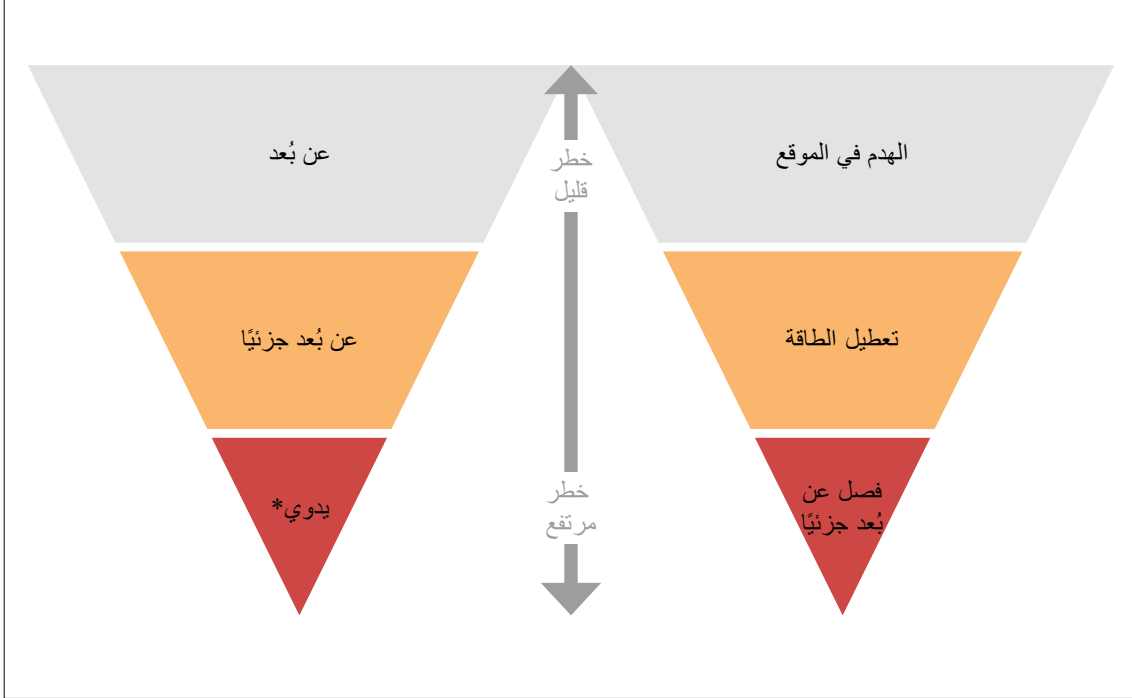 الهدم في الموقع
عن بُعد
خطر
قليل
تعطيل الطاقة
عن بُعد جزئيًا
فصل عن
بُعد جزئيًا
يدوي*
خطر
مرتفع